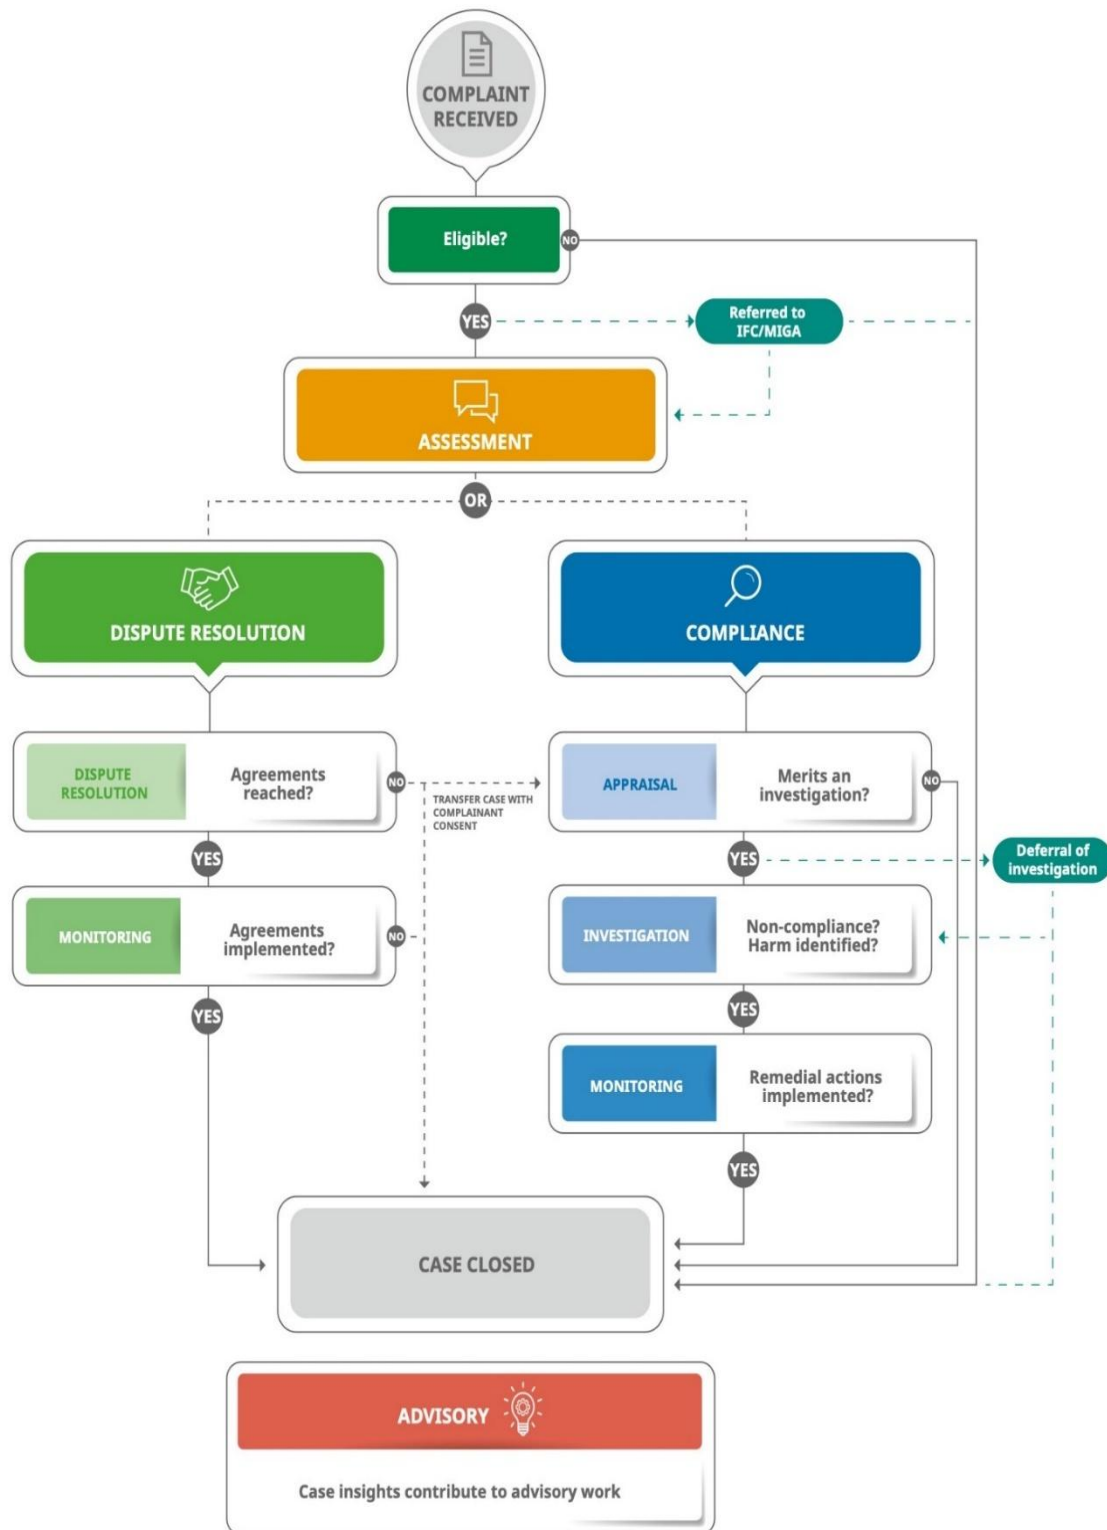 COMPLAINT
RECEIVED
Eligible?
NO
YES
Referred to
IFC/MIGA
ASSESSMENT
OR
DISPUTE RESOLUTION
COMPLIANCE
DISPUTE
RESOLUTION
Agreements
reached?
NO
TRANSFER CASE WITH
COMPLAINANT
CONSENT
APPRAISAL
Merits an
investigation?
NO
YES
YES
Deferral of
investigation
MONITORING
Agreements
implemented?
NO
INVESTIGATION
Non-compliance?
Harm identified?
YES
YES
MONITORING
Remedial actions
implemented?
YES
CASE CLOSED
ADVISORY
Case insights contribute to advisory work